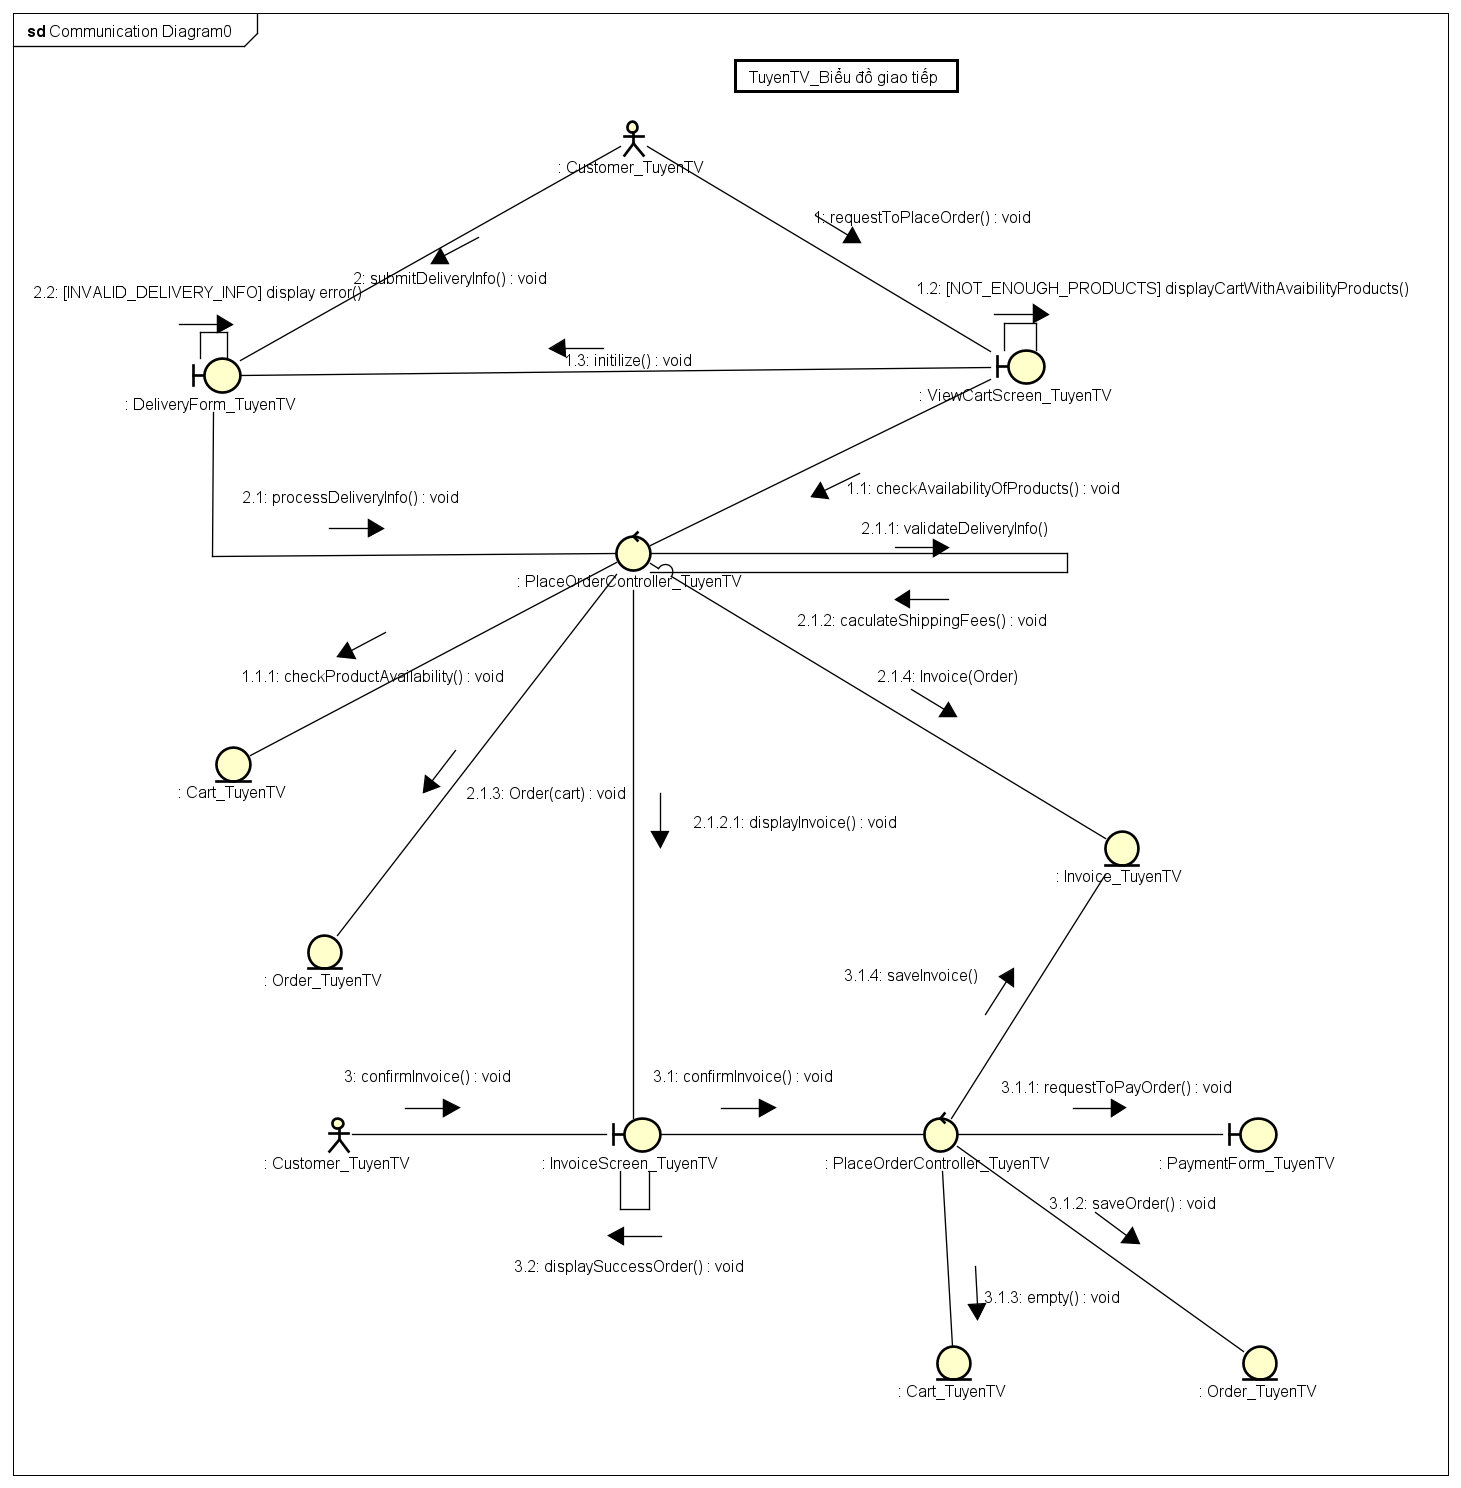 sd Communication Diagram0
TuyenTV_Biểu đồ giao tiếp
: Customer_TuyenTV
1: requestToPlaceOrder() : void
2: submitDeliveryInfo() : void
2.2: [INVALID_DELIVERY_INFO] display error()
1.2: [NOT_ENOUGH_PRODUCTS] displayCartWithAvaibilityProducts()
1.3: initilize() : void
: DeliveryForm_TuyenTV
: ViewCartScreen_TuyenTV
2.1: processDeliveryInfo() : void
1.1: checkAvailabilityOfProducts() : void
2.1.1: validateDeliveryInfo()
: PlaceOrderController_TuyenTV
2.1.2: caculateShippingFees() : void
1.1.1: checkProductAvailability() : void
2.1.4: Invoice(Order)
: Cart_TuyenTV
2.1.3: Order(cart) : void
2.1.2.1: displayInvoice() : void
: Invoice_TuyenTV
: Order_TuyenTV
3.1.4: saveInvoice()
3: confirmInvoice() : void
3.1: confirmInvoice() : void
3.1.1: requestToPayOrder() : void
: Customer_TuyenTV
: InvoiceScreen_TuyenTV
: PlaceOrderController_TuyenTV
: PaymentForm_TuyenTV
3.1.2: saveOrder() : void
3.2: displaySuccessOrder() : void
3.1.3: empty() : void
: Cart_TuyenTV
: Order_TuyenTV